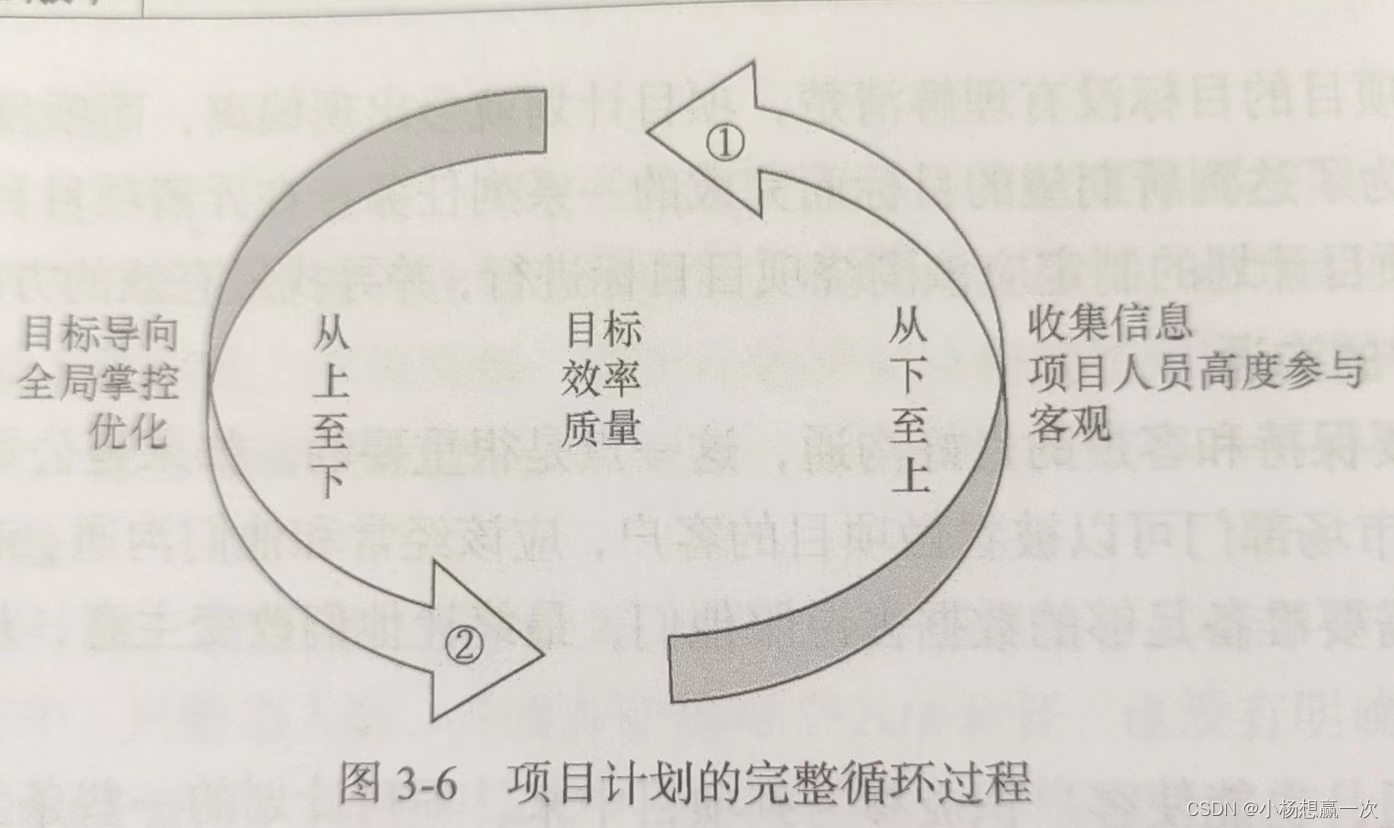 ①
目标导向
全局掌控
优化
从上至下
目标
效率
质量
从下至上
收集信息
项目人员高度参与
客观
②
图 3-6 项目计划的完整循环过程
CSDN @小杨想赢一次